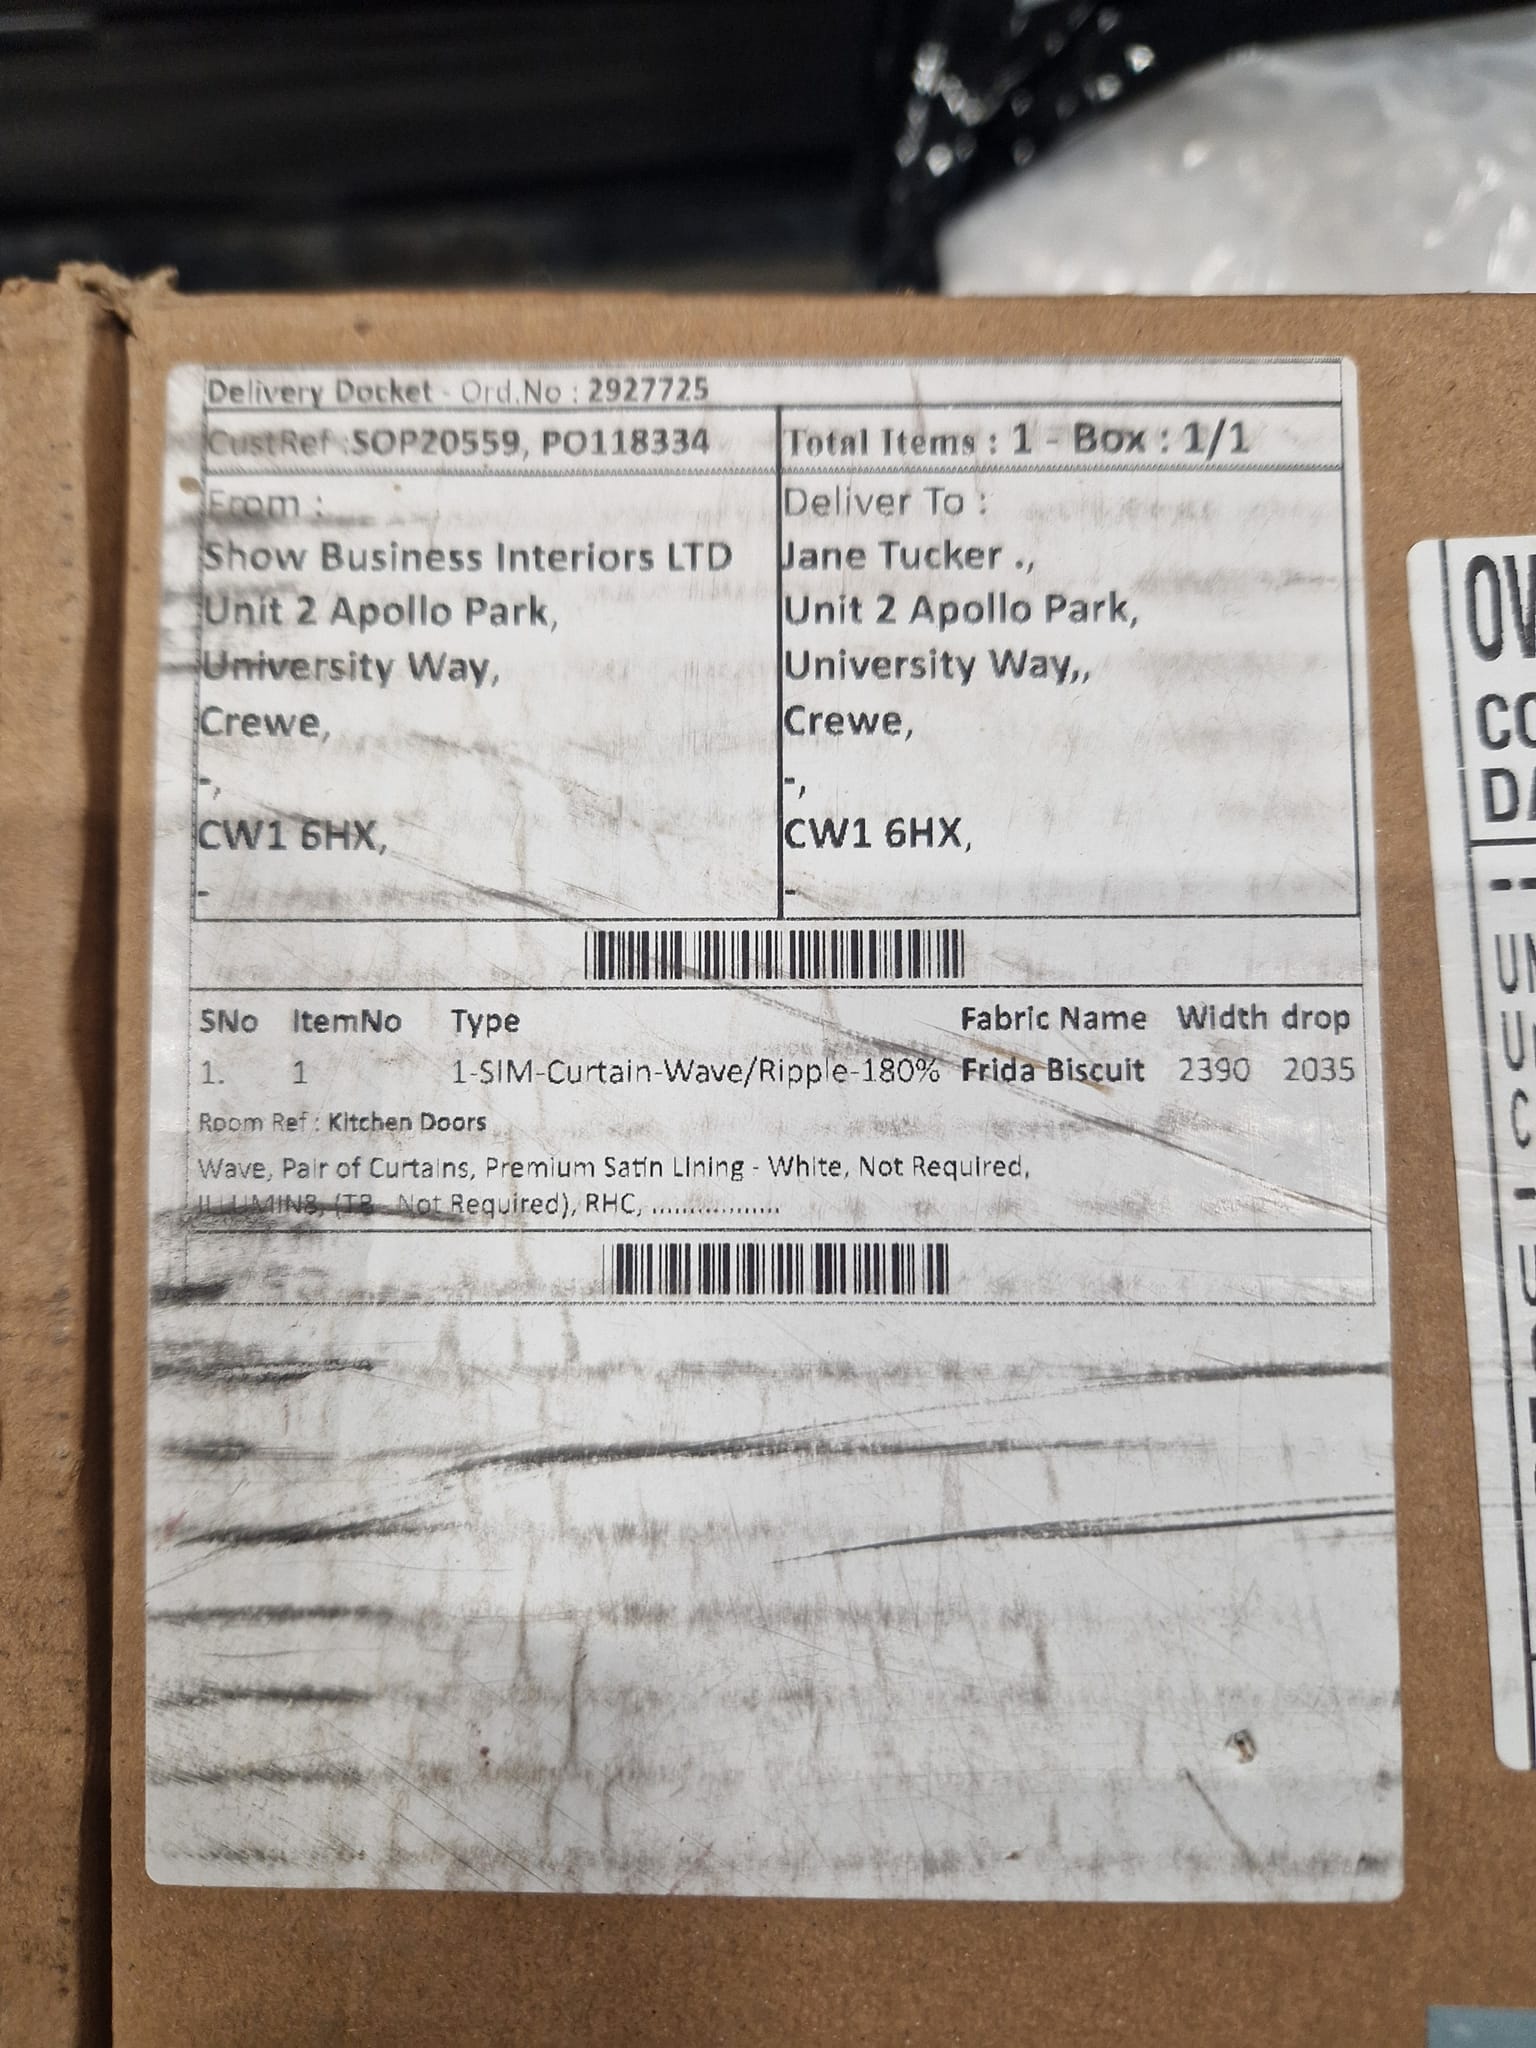 Delivery Docket - Ord.No : 2927725
CustRef :SOP20559, PO118334
Total Items : 1 - Box : 1/1
From :
Show Business Interiors LTD
Unit 2 Apollo Park,
University Way,
Crewe,
-,
CW1 6HX,
-
Deliver To :
Jane Tucker .,
Unit 2 Apollo Park,
University Way,,
Crewe,
-,
CW1 6HX,
-
SNo ItemNo Type Fabric Name Width drop
1. 1 1-SIM-Curtain-Wave/Ripple-180% Frida Biscuit 2390 2035
Room Ref : Kitchen Doors
Wave, Pair of Curtains, Premium Satin Lining - White, Not Required,
ILLUMIN8, (TB - Not Required), RHC, .................